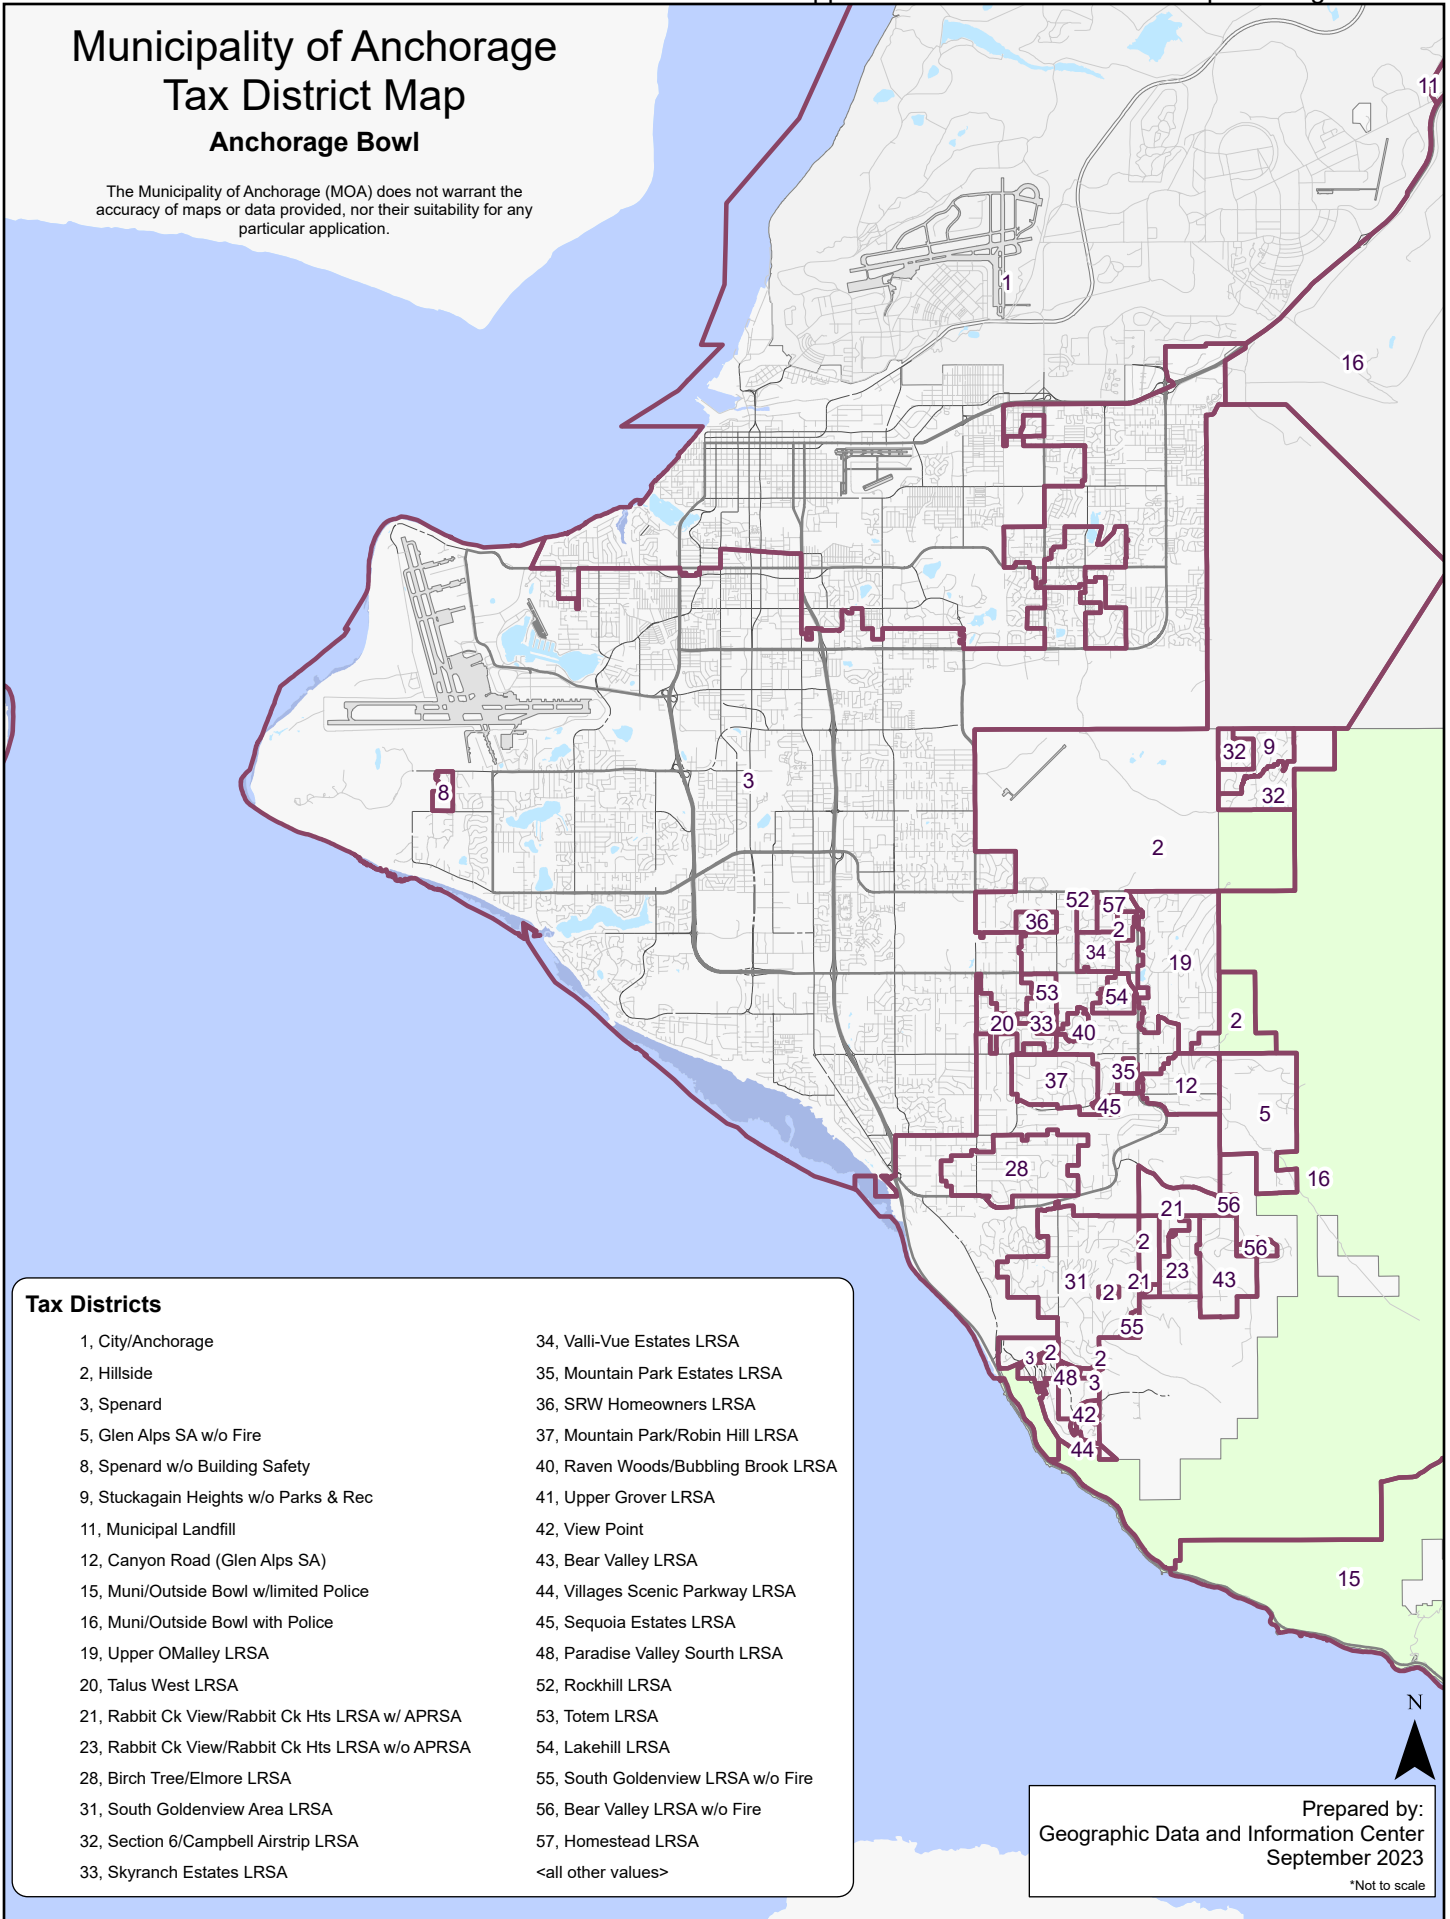 Municipality of Anchorage
Tax District Map
Anchorage Bowl
The Municipality of Anchorage (MOA) does not warrant the
accuracy of maps or data provided, nor their suitability for any
particular application.
11
1
16
3
8
32
9
32
2
52
57
36
2
34
19
53
54
20
33
40
2
37
35
12
45
5
28
16
21
56
2
56
31
2
21
23
43
55
3
2
2
48
3
42
44
15
Tax Districts
1, City/Anchorage
2, Hillside
3, Spenard
5, Glen Alps SA w/o Fire
8, Spenard w/o Building Safety
9, Stuckagain Heights w/o Parks & Rec
11, Municipal Landfill
12, Canyon Road (Glen Alps SA)
15, Muni/Outside Bowl w/limited Police
16, Muni/Outside Bowl with Police
19, Upper OMalley LRSA
20, Talus West LRSA
21, Rabbit Ck View/Rabbit Ck Hts LRSA w/ APRSA
23, Rabbit Ck View/Rabbit Ck Hts LRSA w/o APRSA
28, Birch Tree/Elmore LRSA
31, South Goldenview Area LRSA
32, Section 6/Campbell Airstrip LRSA
33, Skyranch Estates LRSA
34, Valli-Vue Estates LRSA
35, Mountain Park Estates LRSA
36, SRW Homeowners LRSA
37, Mountain Park/Robin Hill LRSA
40, Raven Woods/Bubbling Brook LRSA
41, Upper Grover LRSA
42, View Point
43, Bear Valley LRSA
44, Villages Scenic Parkway LRSA
45, Sequoia Estates LRSA
48, Paradise Valley Sourth LRSA
52, Rockhill LRSA
53, Totem LRSA
54, Lakehill LRSA
55, South Goldenview LRSA w/o Fire
56, Bear Valley LRSA w/o Fire
57, Homestead LRSA
<all other values>
N
Prepared by:
Geographic Data and Information Center
September 2023
*Not to scale